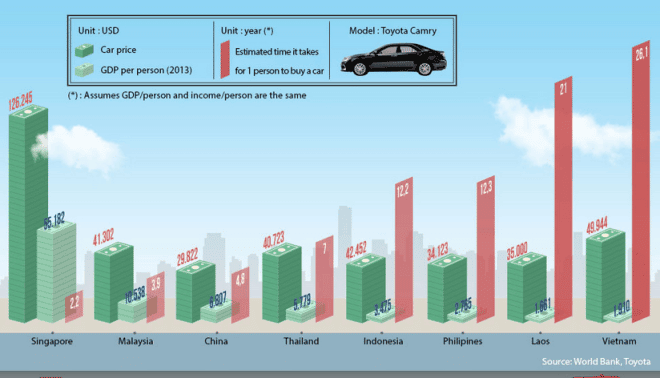 Unit : USD
Car price
GDP per person (2013)
Unit : year (*)
Estimated time it takes
for 1 person to buy a car
Model : Toyota Camry
(*) : Assumes GDP/person and income/person are the same
126.245
55.182
2.2
41.302
10.538
3.9
29.822
6.807
4.8
40.723
5.779
7
42.452
3.475
12.2
34.123
2.765
12.3
35.000
1.661
21
49.944
1.910
26.1
Singapore
Malaysia
China
Thailand
Indonesia
Philipines
Laos
Vietnam
Source: World Bank, Toyota